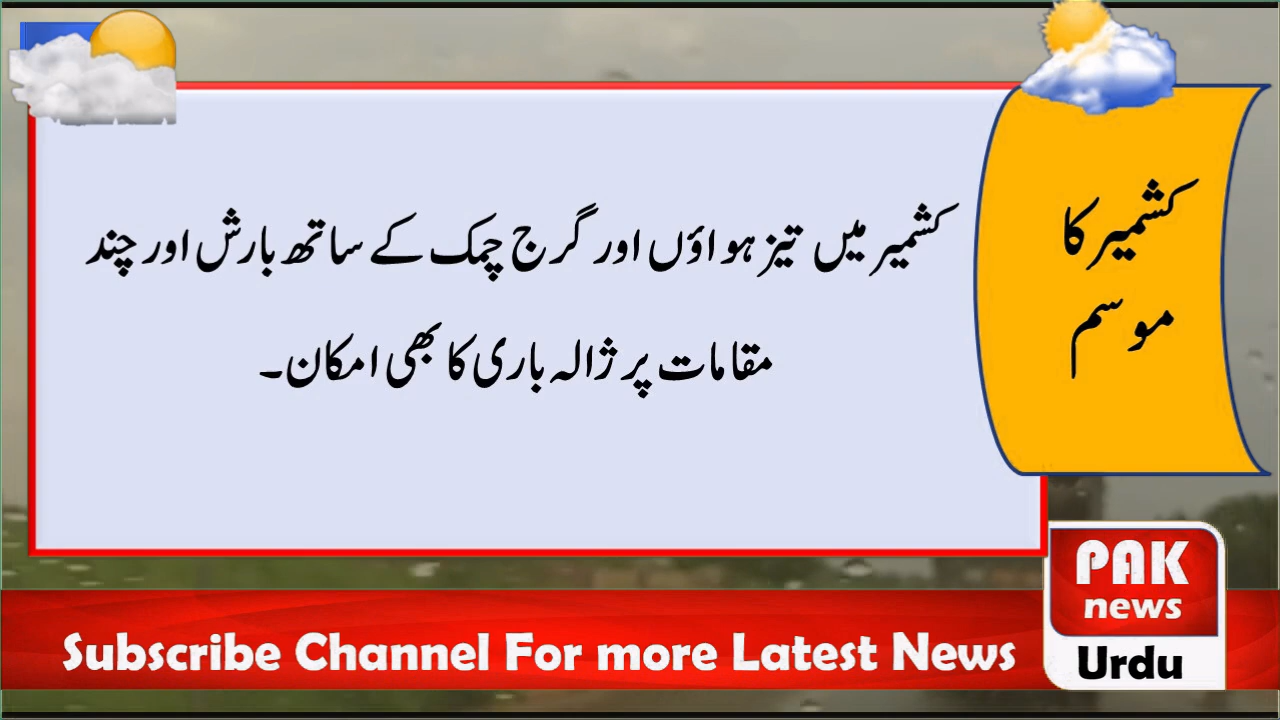 کشمیر کا
موسم
کشمیر میں تیز ہواؤں اور گرج چمک کے ساتھ بارش اور چند
مقامات پر ژالہ باری کا بھی امکان۔
PAK
news
Urdu
Subscribe Channel For more Latest News